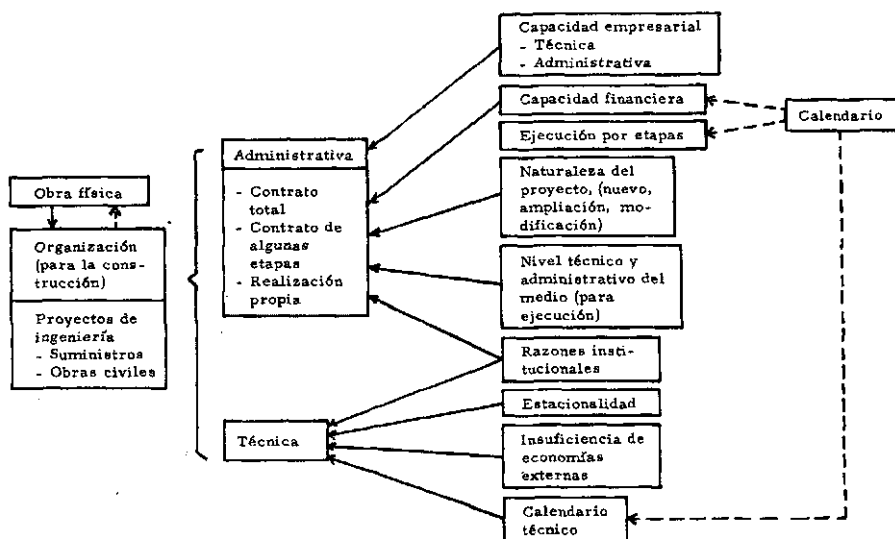 Obra física
Organización
(para la cons-
trucción)
Proyectos de
ingeniería
- Suministros
- Obras civiles
Administrativa
- Contrato
total
- Contrato de
algunas
etapas
- Realización
propia
Técnica
Capacidad empresarial
- Técnica
- Administrativa
Capacidad financiera
Ejecución por etapas
Naturaleza del
proyecto, (nuevo,
ampliación, mo-
dificación)
Nivel técnico y
administrativo del
medio (para
ejecución)
Razones insti-
tucionales
Estacionalidad
Insuficiencia de
economías
externas
Calendario
técnico
Calendario